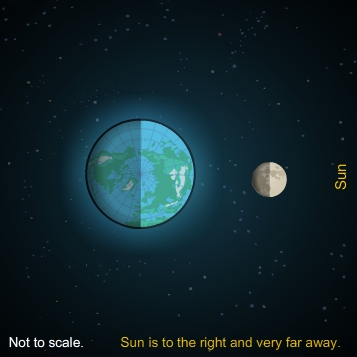 Sun
Not to scale.
Sun is to the right and very far away.